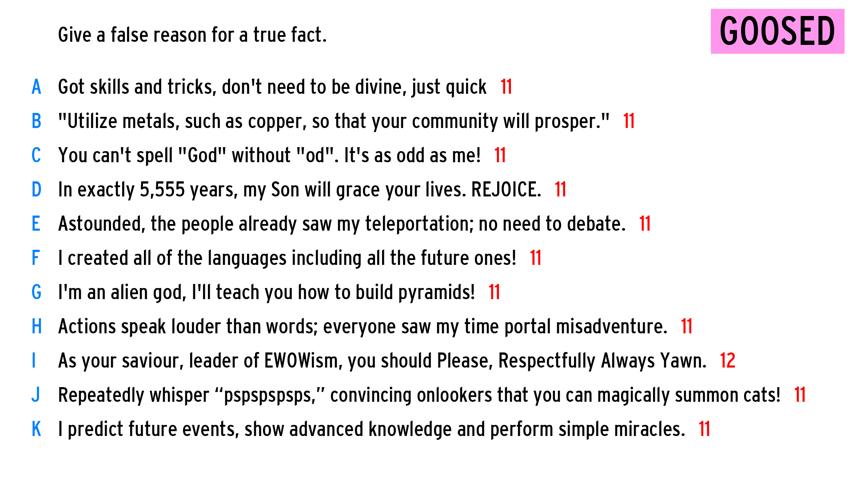 Give a false reason for a true fact.
GOOSED
A Got skills and tricks, don't need to be divine, just quick 11
B "Utilize metals, such as copper, so that your community will prosper." 11
C You can't spell "God" without "od". It's as odd as me! 11
D In exactly 5,555 years, my Son will grace your lives. REJOICE. 11
E Astounded, the people already saw my teleportation; no need to debate. 11
F I created all of the languages including all the future ones! 11
G I'm an alien god, I'll teach you how to build pyramids! 11
H Actions speak louder than words; everyone saw my time portal misadventure. 11
I As your saviour, leader of EWOWism, you should Please, Respectfully Always Yawn. 12
J Repeatedly whisper “pspspspsps,” convincing onlookers that you can magically summon cats! 11
K I predict future events, show advanced knowledge and perform simple miracles. 11